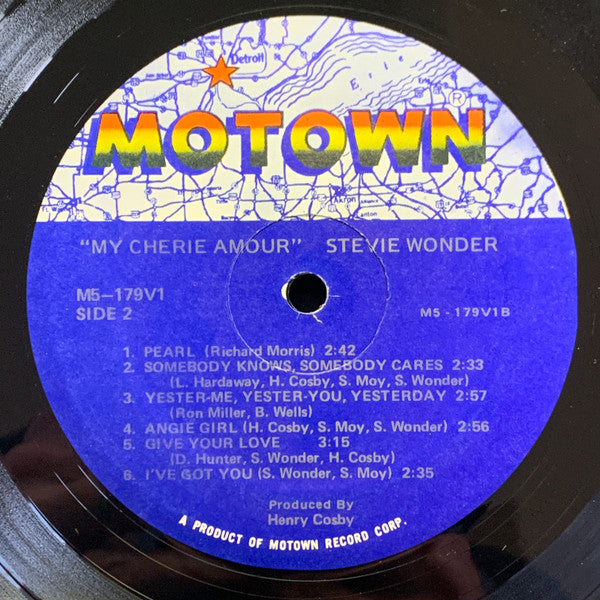 Detroit
Erie
MOTOWN®
Akron
Canton
"MY CHERIE AMOUR" STEVIE WONDER
M5-179V1
SIDE 2
M5 - 179V1B
1. PEARL (Richard Morris) 2:42
2. SOMEBODY KNOWS, SOMEBODY CARES 2:33
(L. Hardaway, H. Cosby, S. Moy, S. Wonder)
3. YESTER-ME, YESTER-YOU, YESTERDAY 2:57
(Ron Miller, B. Wells)
4. ANGIE GIRL (H. Cosby, S. Moy, S. Wonder) 2:56
5. GIVE YOUR LOVE 3:15
(D. Hunter, S. Wonder, H. Cosby)
6. I'VE GOT YOU (S. Wonder, S. Moy) 2:35
Produced By
Henry Cosby
A PRODUCT OF MOTOWN RECORD CORP.